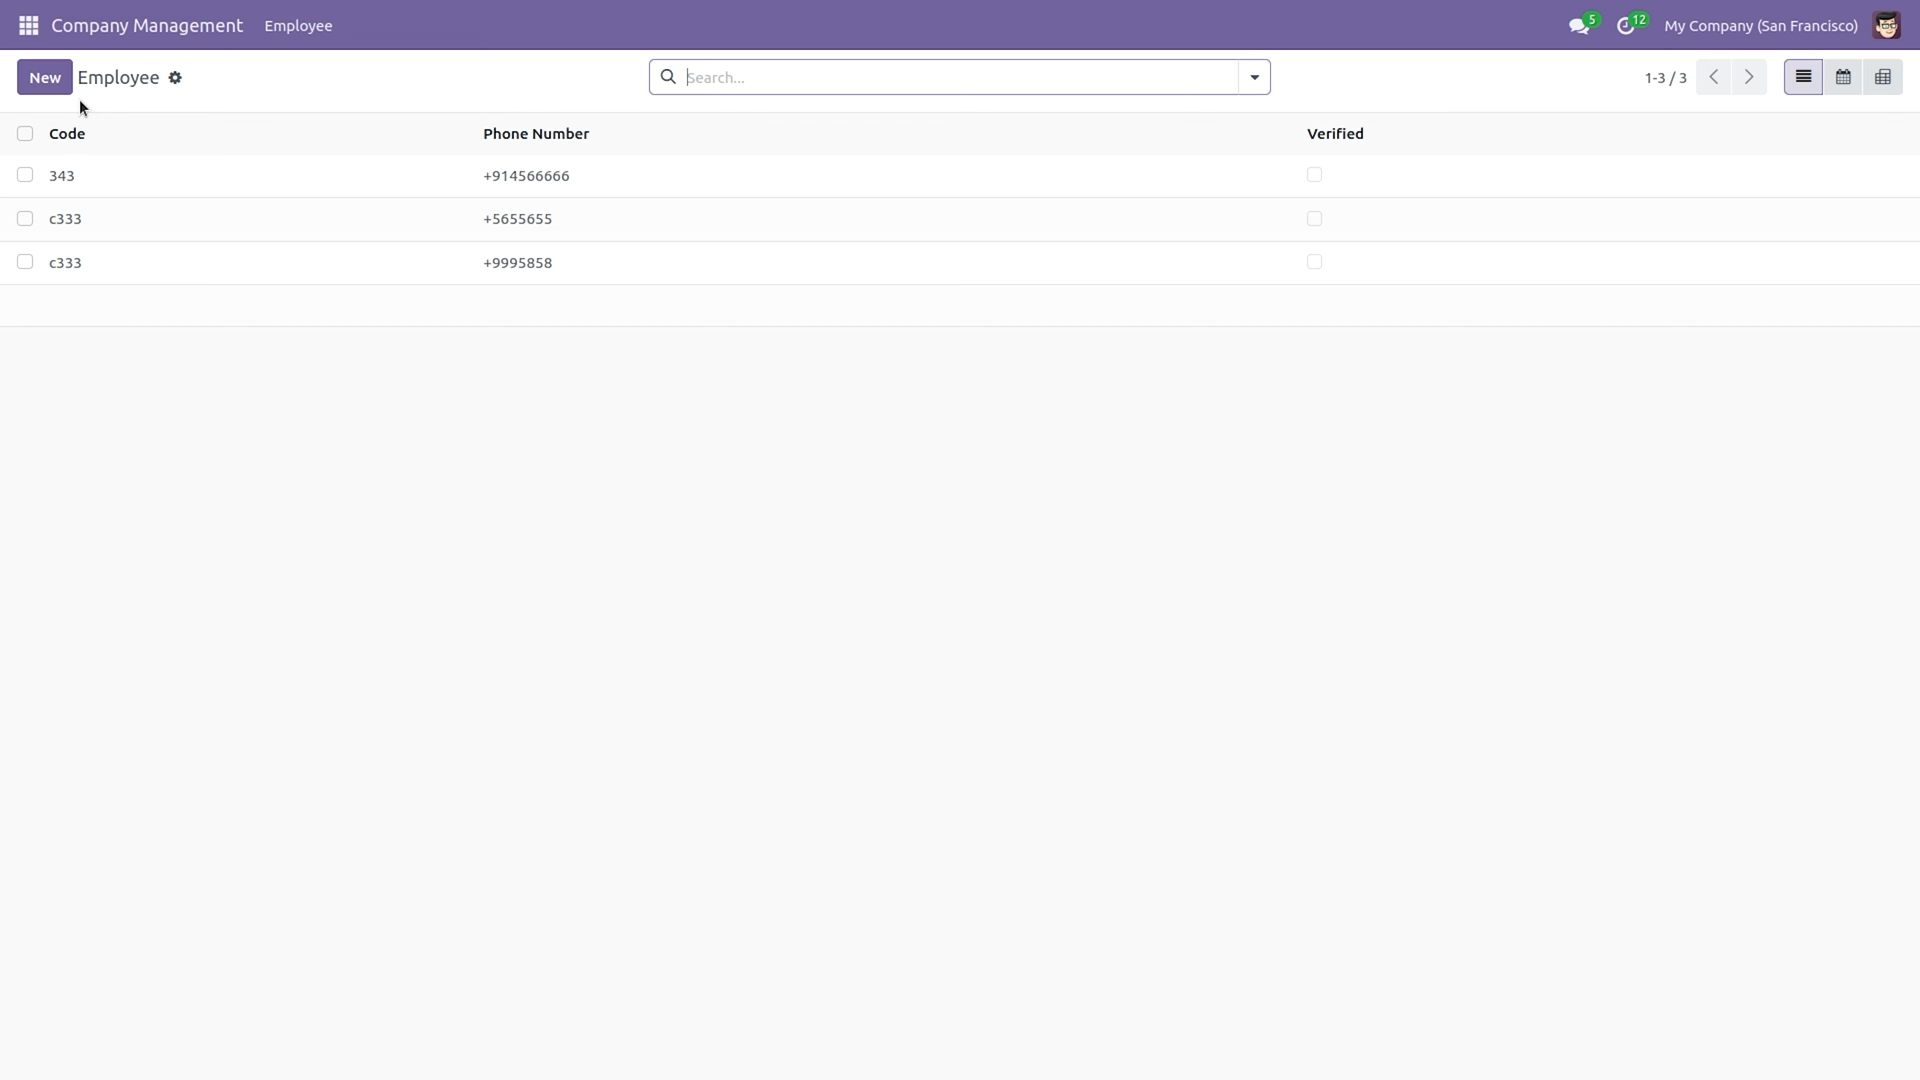 Company Management Employee 5 12 My Company (San Francisco)
New Employee Search... 1-3 / 3
Code Phone Number Verified
343 +914566666
c333 +5655655
c333 +9995858